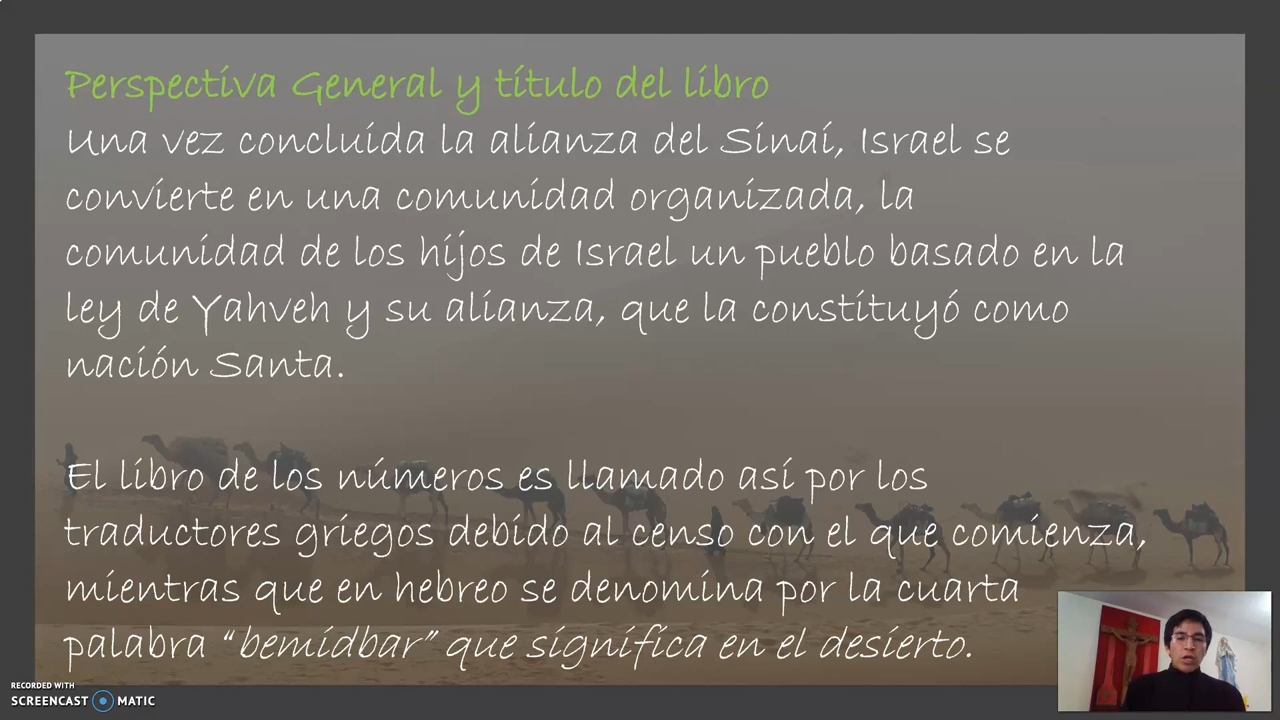 Perspectiva General y título del libro
Una vez concluida la alianza del Sinaí, Israel se
convierte en una comunidad organizada, la
comunidad de los hijos de Israel un pueblo basado en la
ley de Yahveh y su alianza, que la constituyó como
nación Santa.
El libro de los números es llamado así por los
traductores griegos debido al censo con el que comienza,
mientras que en hebreo se denomina por la cuarta
palabra “bemidbar” que significa en el desierto.
RECORDED WITH
SCREENCAST MATIC